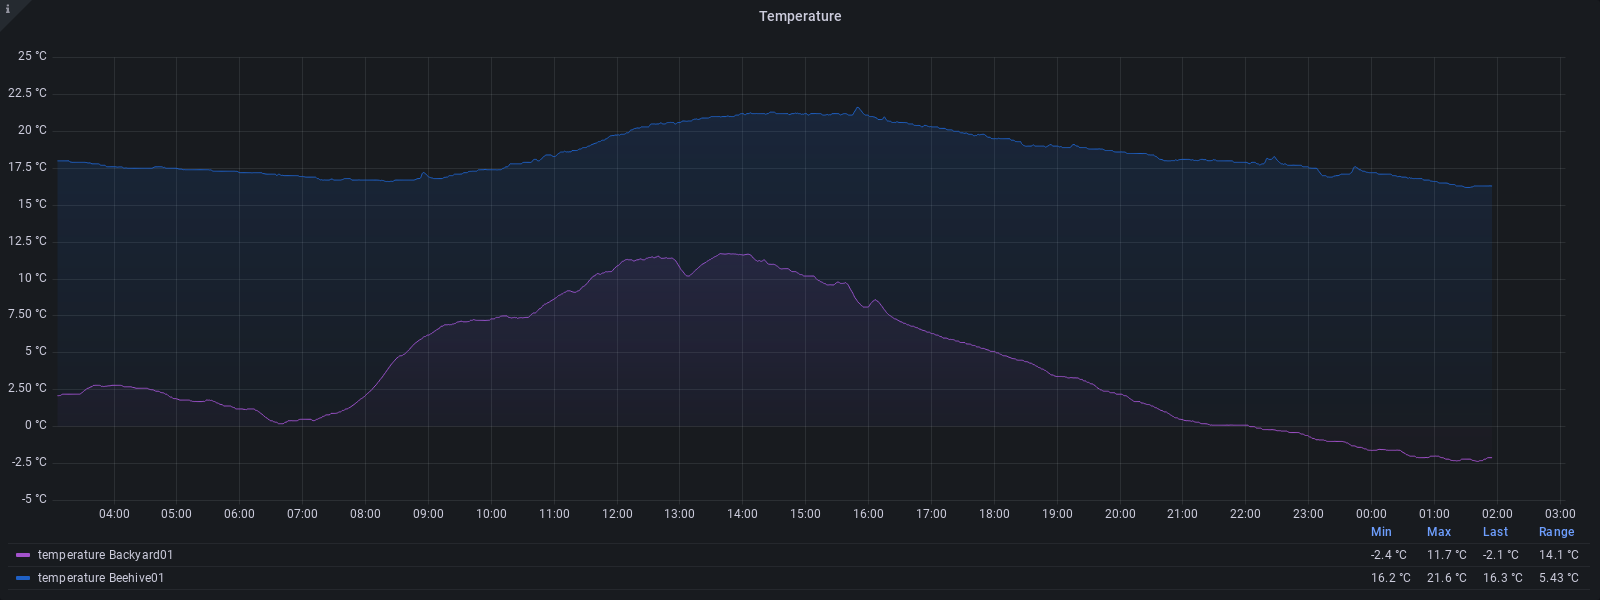 i
Temperature
25 °C
22.5 °C
20 °C
17.5 °C
15 °C
12.5 °C
10 °C
7.50 °C
5 °C
2.50 °C
0 °C
-2.5 °C
-5 °C
04:00 05:00 06:00 07:00 08:00 09:00 10:00 11:00 12:00 13:00 14:00 15:00 16:00 17:00 18:00 19:00 20:00 21:00 22:00 23:00 00:00 01:00 02:00 03:00
Min Max Last Range
temperature Backyard01 -2.4 °C 11.7 °C -2.1 °C 14.1 °C
temperature Beehive01 16.2 °C 21.6 °C 16.3 °C 5.43 °C